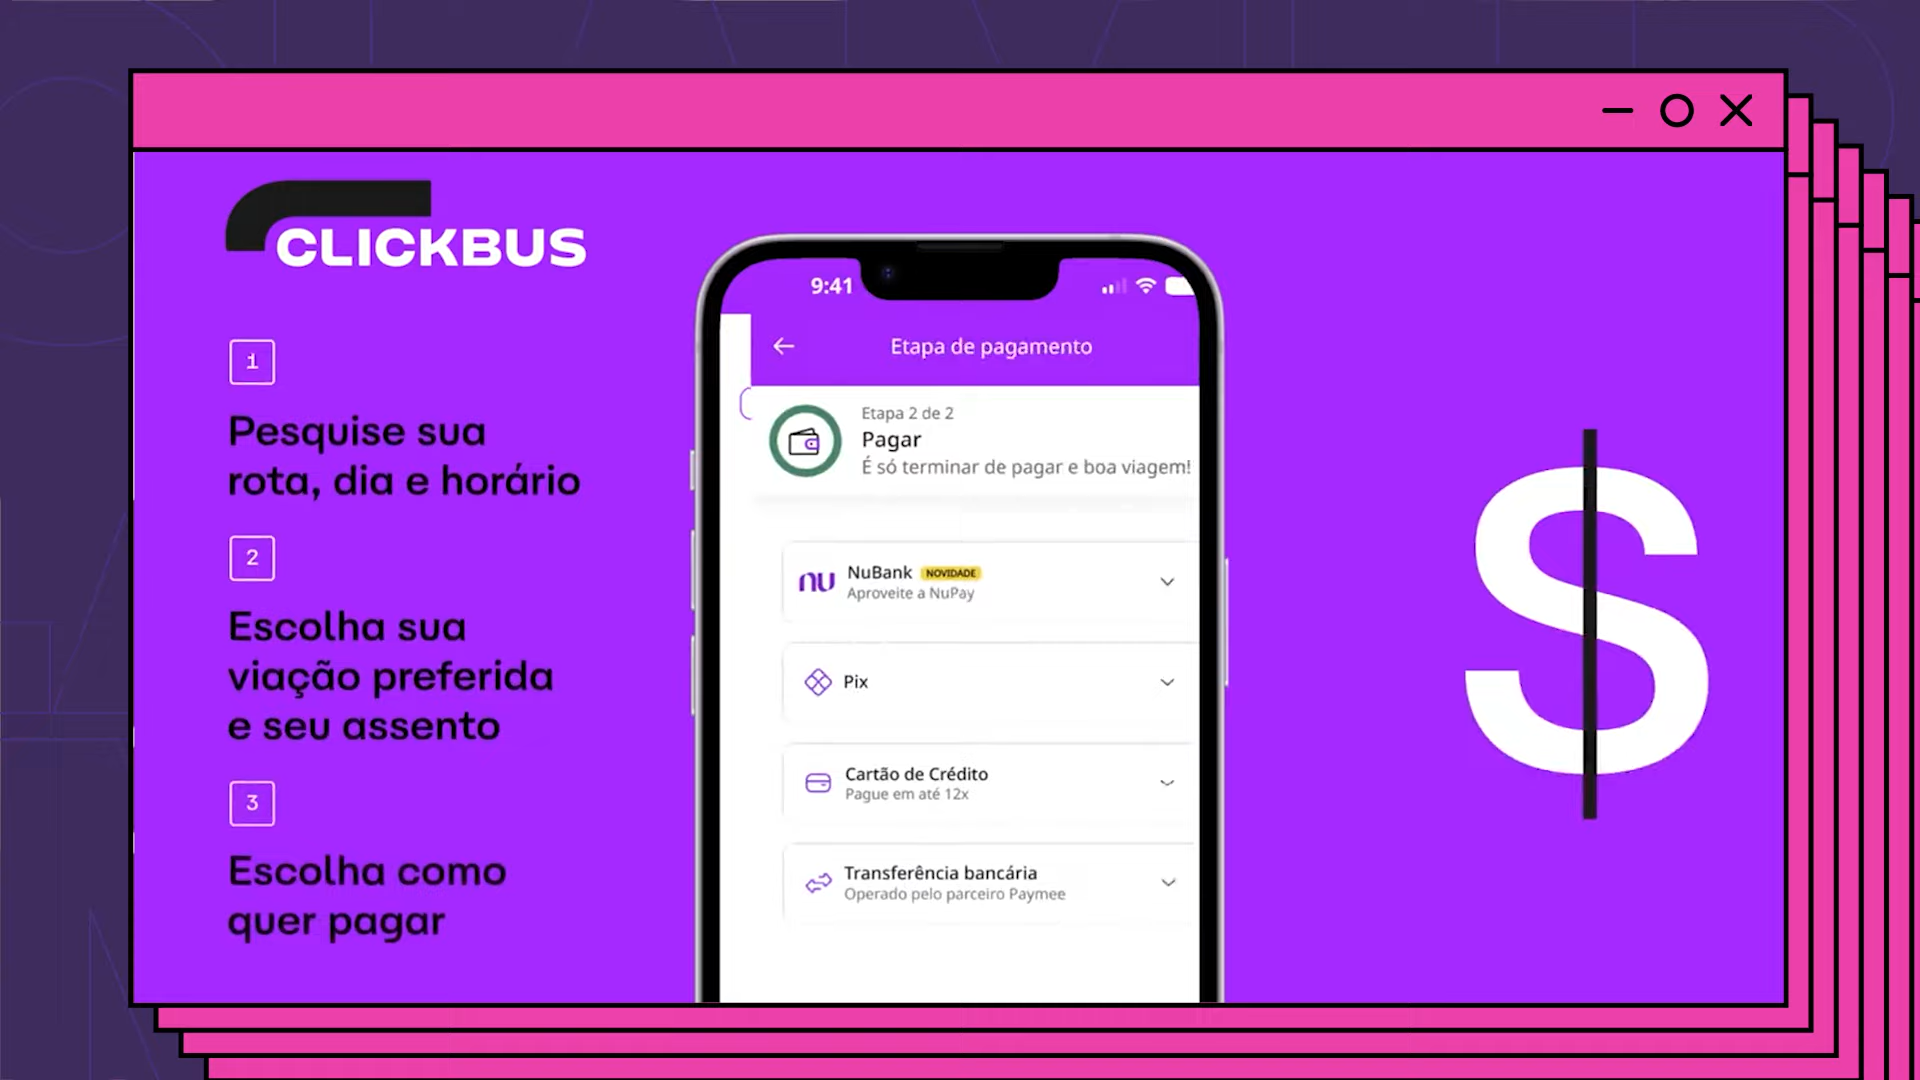 CLICKBUS
1
Pesquise sua
rota, dia e horário
2
Escolha sua
viação preferida
e seu assento
3
Escolha como
quer pagar
9:41
Etapa de pagamento
Etapa 2 de 2
Pagar
É só terminar de pagar e boa viagem!
nu
NuBank NOVIDADE
Aproveite a NuPay
Pix
Cartão de Crédito
Pague em até 12x
Transferência bancária
Operado pelo parceiro Paymee
$